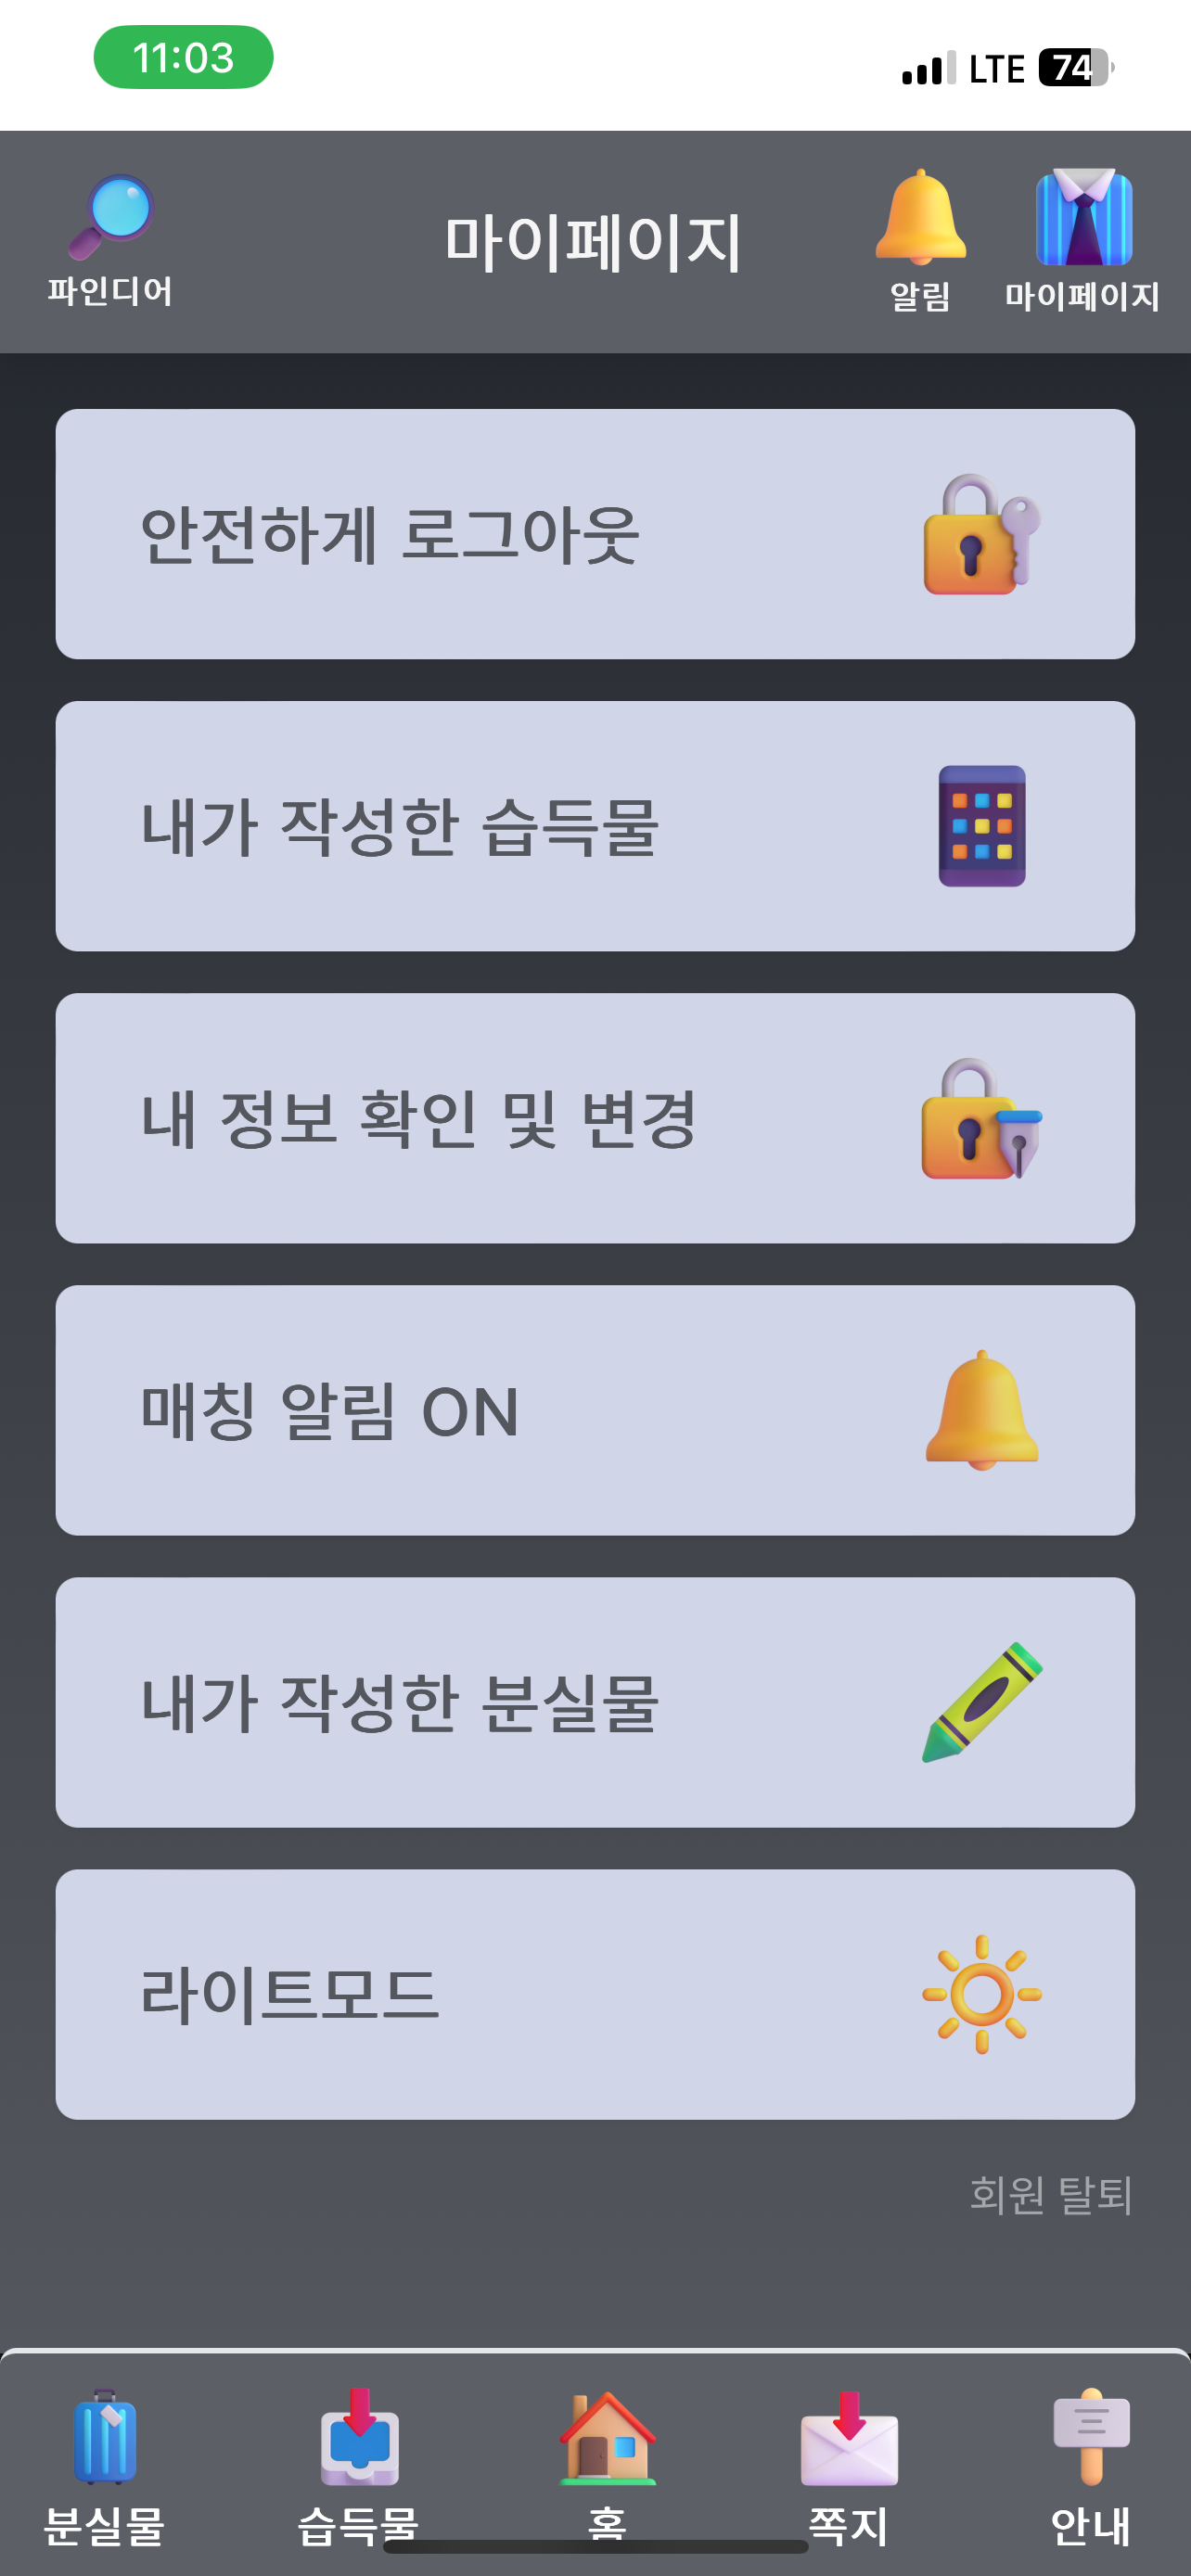 11:03
LTE 74
파인디어
마이페이지
알림
마이페이지
안전하게 로그아웃
내가 작성한 습득물
내 정보 확인 및 변경
매칭 알림 ON
내가 작성한 분실물
라이트모드
회원 탈퇴
분실물
습득물
홈
쪽지
안내